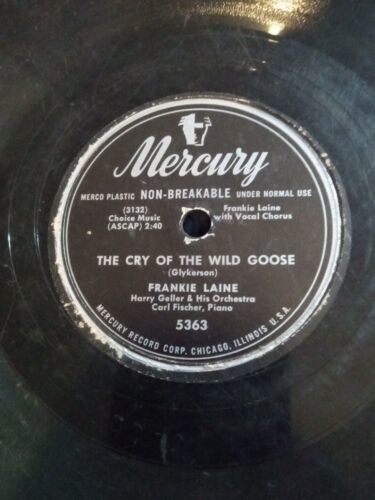 Mercury
MERCO PLASTIC NON-BREAKABLE UNDER NORMAL USE
(3132)
Choice Music
(ASCAP) 2:40
Frankie Laine
with Vocal Chorus
THE CRY OF THE WILD GOOSE
(Glykerson)
FRANKIE LAINE
Harry Geller & His Orchestra
Carl Fischer, Piano
5363
MERCURY RECORD CORP. CHICAGO, ILLINOIS U.S.A.